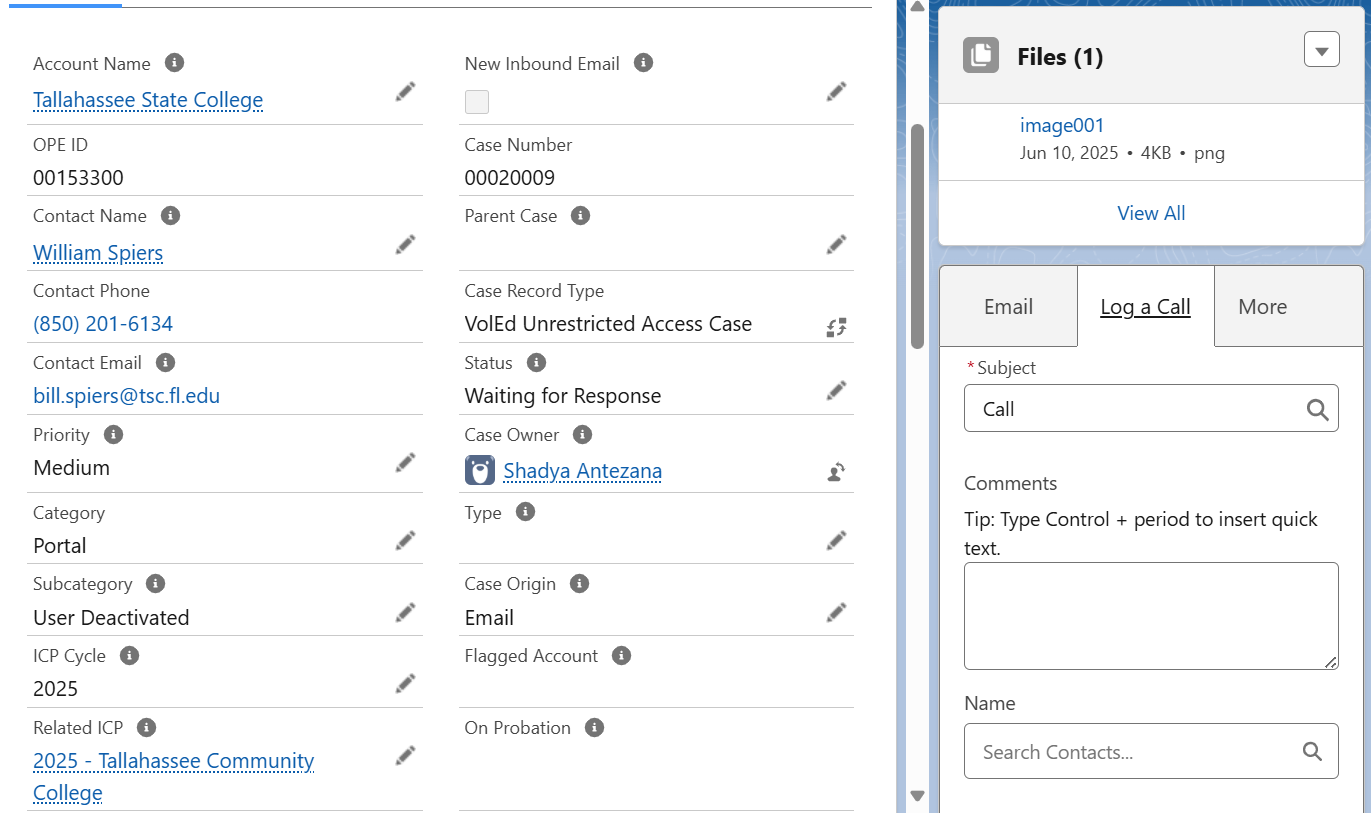 Account Name
Tallahassee State College
New Inbound Email
OPE ID
00153300
Case Number
00020009
Contact Name
William Spiers
Parent Case
Contact Phone
(850) 201-6134
Case Record Type
VolEd Unrestricted Access Case
Contact Email
bill.spiers@tsc.fl.edu
Status
Waiting for Response
Priority
Medium
Case Owner
Shadya Antezana
Category
Portal
Type
Subcategory
User Deactivated
Case Origin
Email
ICP Cycle
2025
Flagged Account
Related ICP
2025 - Tallahassee Community
College
On Probation
Files (1)
image001
Jun 10, 2025 • 4KB • png
View All
Email
Log a Call
More
*Subject
Call
Comments
Tip: Type Control + period to insert quick
text.
Name
Search Contacts...